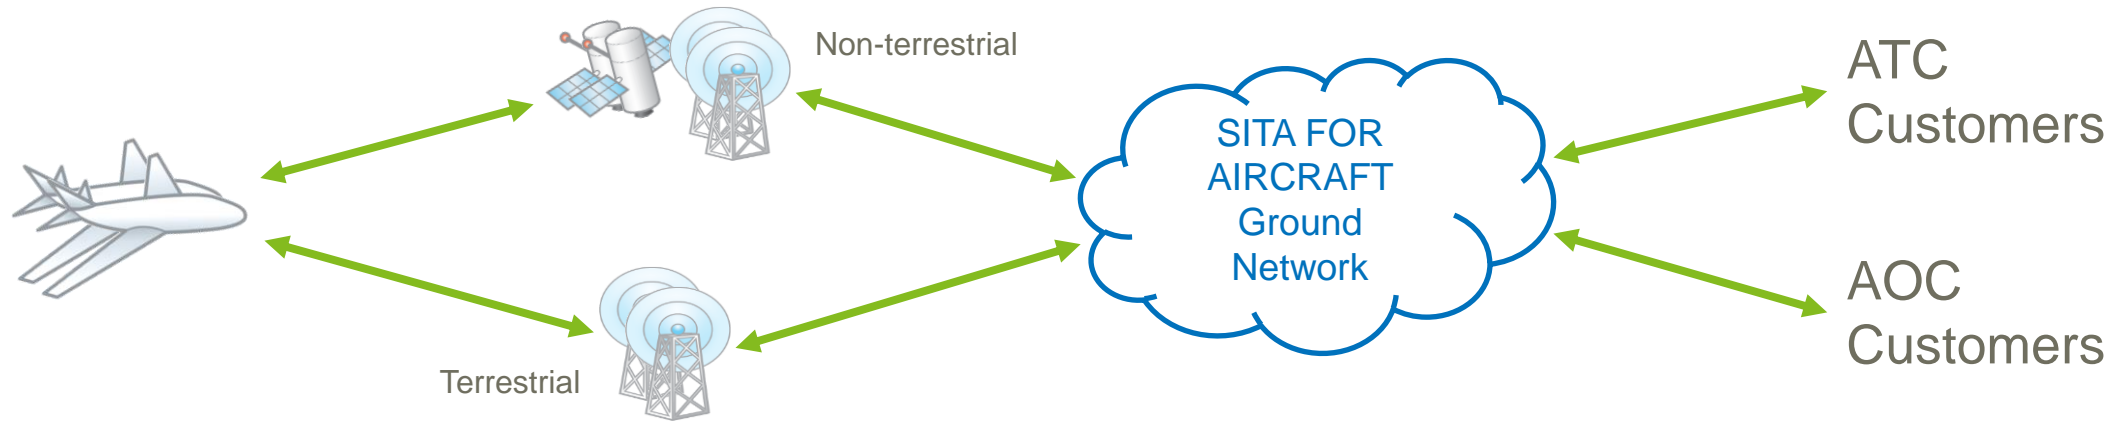 Non-terrestrial
Terrestrial
SITA FOR
AIRCRAFT
Ground
Network
ATC
Customers
AOC
Customers